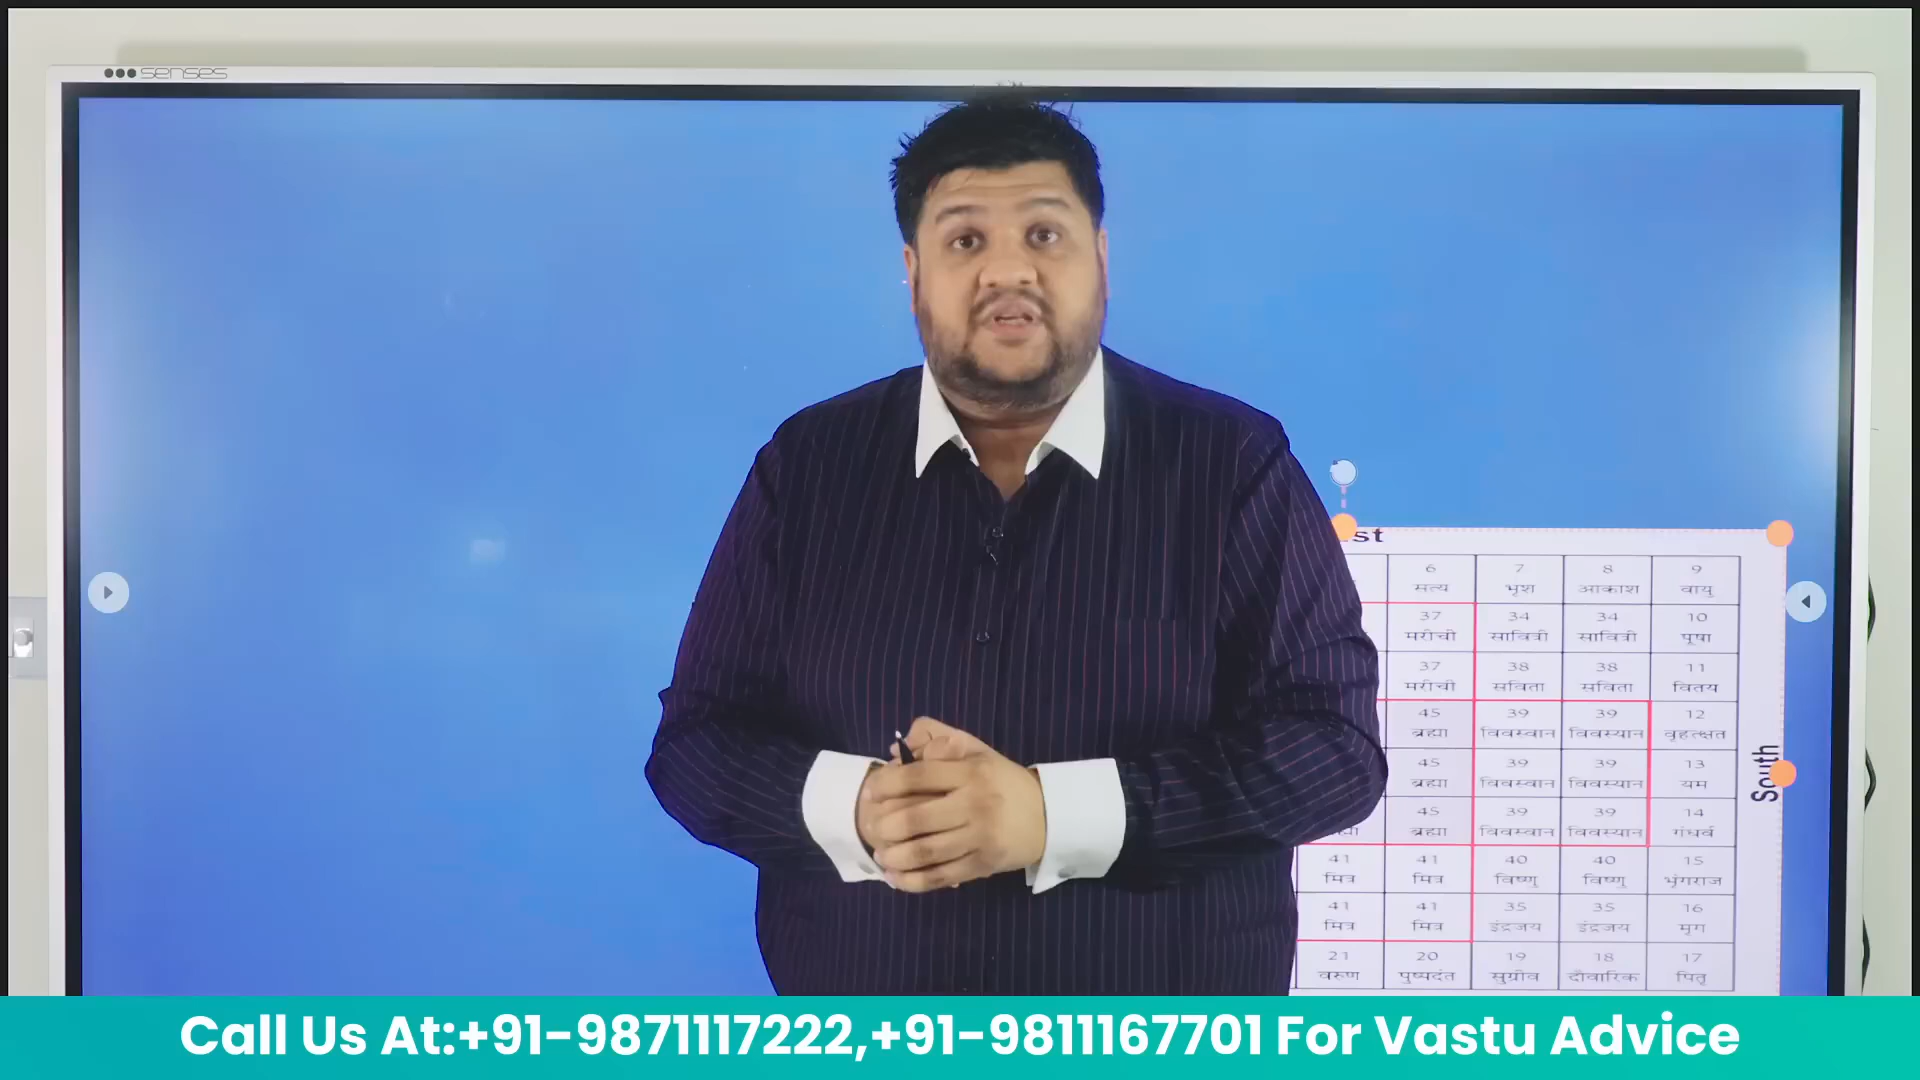 senses
6 7 8 9
सत्य भृश आकाश वायु
37 34 34 10
मरीची सावित्री सावित्री पूषा
37 38 38 11
मरीची सविता सविता वितय
45 39 39 12
ब्रह्मा विवस्वान विवस्वान वृहत्क्षत
45 39 39 13
ब्रह्मा विवस्वान विवस्वान यम
South
45 39 39 14
ब्रह्मा विवस्वान विवस्वान गंधर्व
41 41 40 40 15
मित्र मित्र विष्णु विष्णु भृंगराज
41 41 35 35 16
मित्र मित्र इंद्रजय इंद्रजय मृग
21 20 19 18 17
वरुण पुष्पदंत सुग्रीव दौवारिक पितृ
Call Us At:+91-9871117222,+91-9811167701 For Vastu Advice